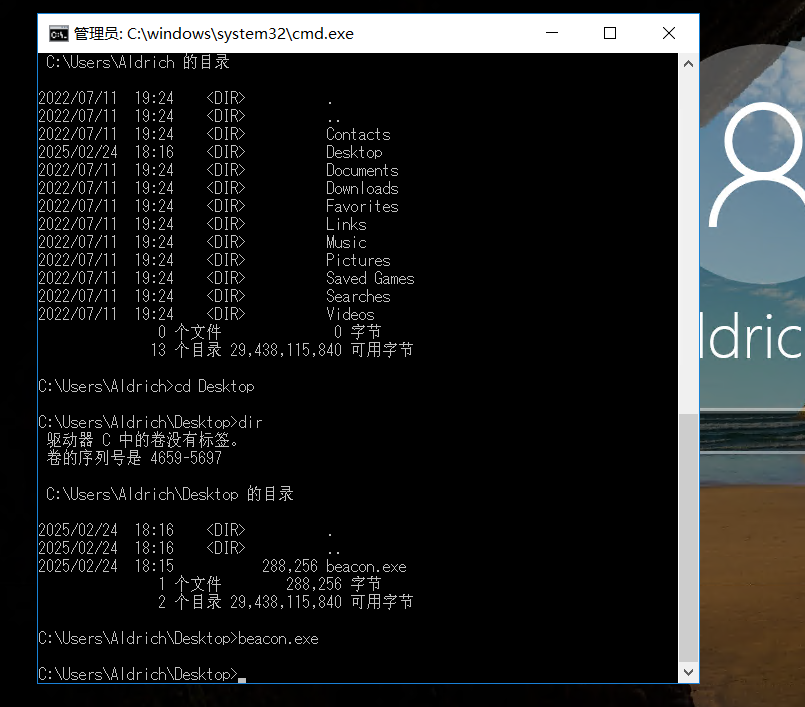 管理员: C:\windows\system32\cmd.exe
C:\Users\Aldrich 的目录
2022/07/11 19:24 <DIR> .
2022/07/11 19:24 <DIR> ..
2022/07/11 19:24 <DIR> Contacts
2025/02/24 18:16 <DIR> Desktop
2022/07/11 19:24 <DIR> Documents
2022/07/11 19:24 <DIR> Downloads
2022/07/11 19:24 <DIR> Favorites
2022/07/11 19:24 <DIR> Links
2022/07/11 19:24 <DIR> Music
2022/07/11 19:24 <DIR> Pictures
2022/07/11 19:24 <DIR> Saved Games
2022/07/11 19:24 <DIR> Searches
2022/07/11 19:24 <DIR> Videos
0 个文件 0 字节
13 个目录 29,438,115,840 可用字节
C:\Users\Aldrich>cd Desktop
C:\Users\Aldrich\Desktop>dir
驱动器 C 中的卷没有标签。
卷的序列号是 4659-5697
C:\Users\Aldrich\Desktop 的目录
2025/02/24 18:16 <DIR> .
2025/02/24 18:16 <DIR> ..
2025/02/24 18:15 288,256 beacon.exe
1 个文件 288,256 字节
2 个目录 29,438,115,840 可用字节
C:\Users\Aldrich\Desktop>beacon.exe
C:\Users\Aldrich\Desktop>
ldric